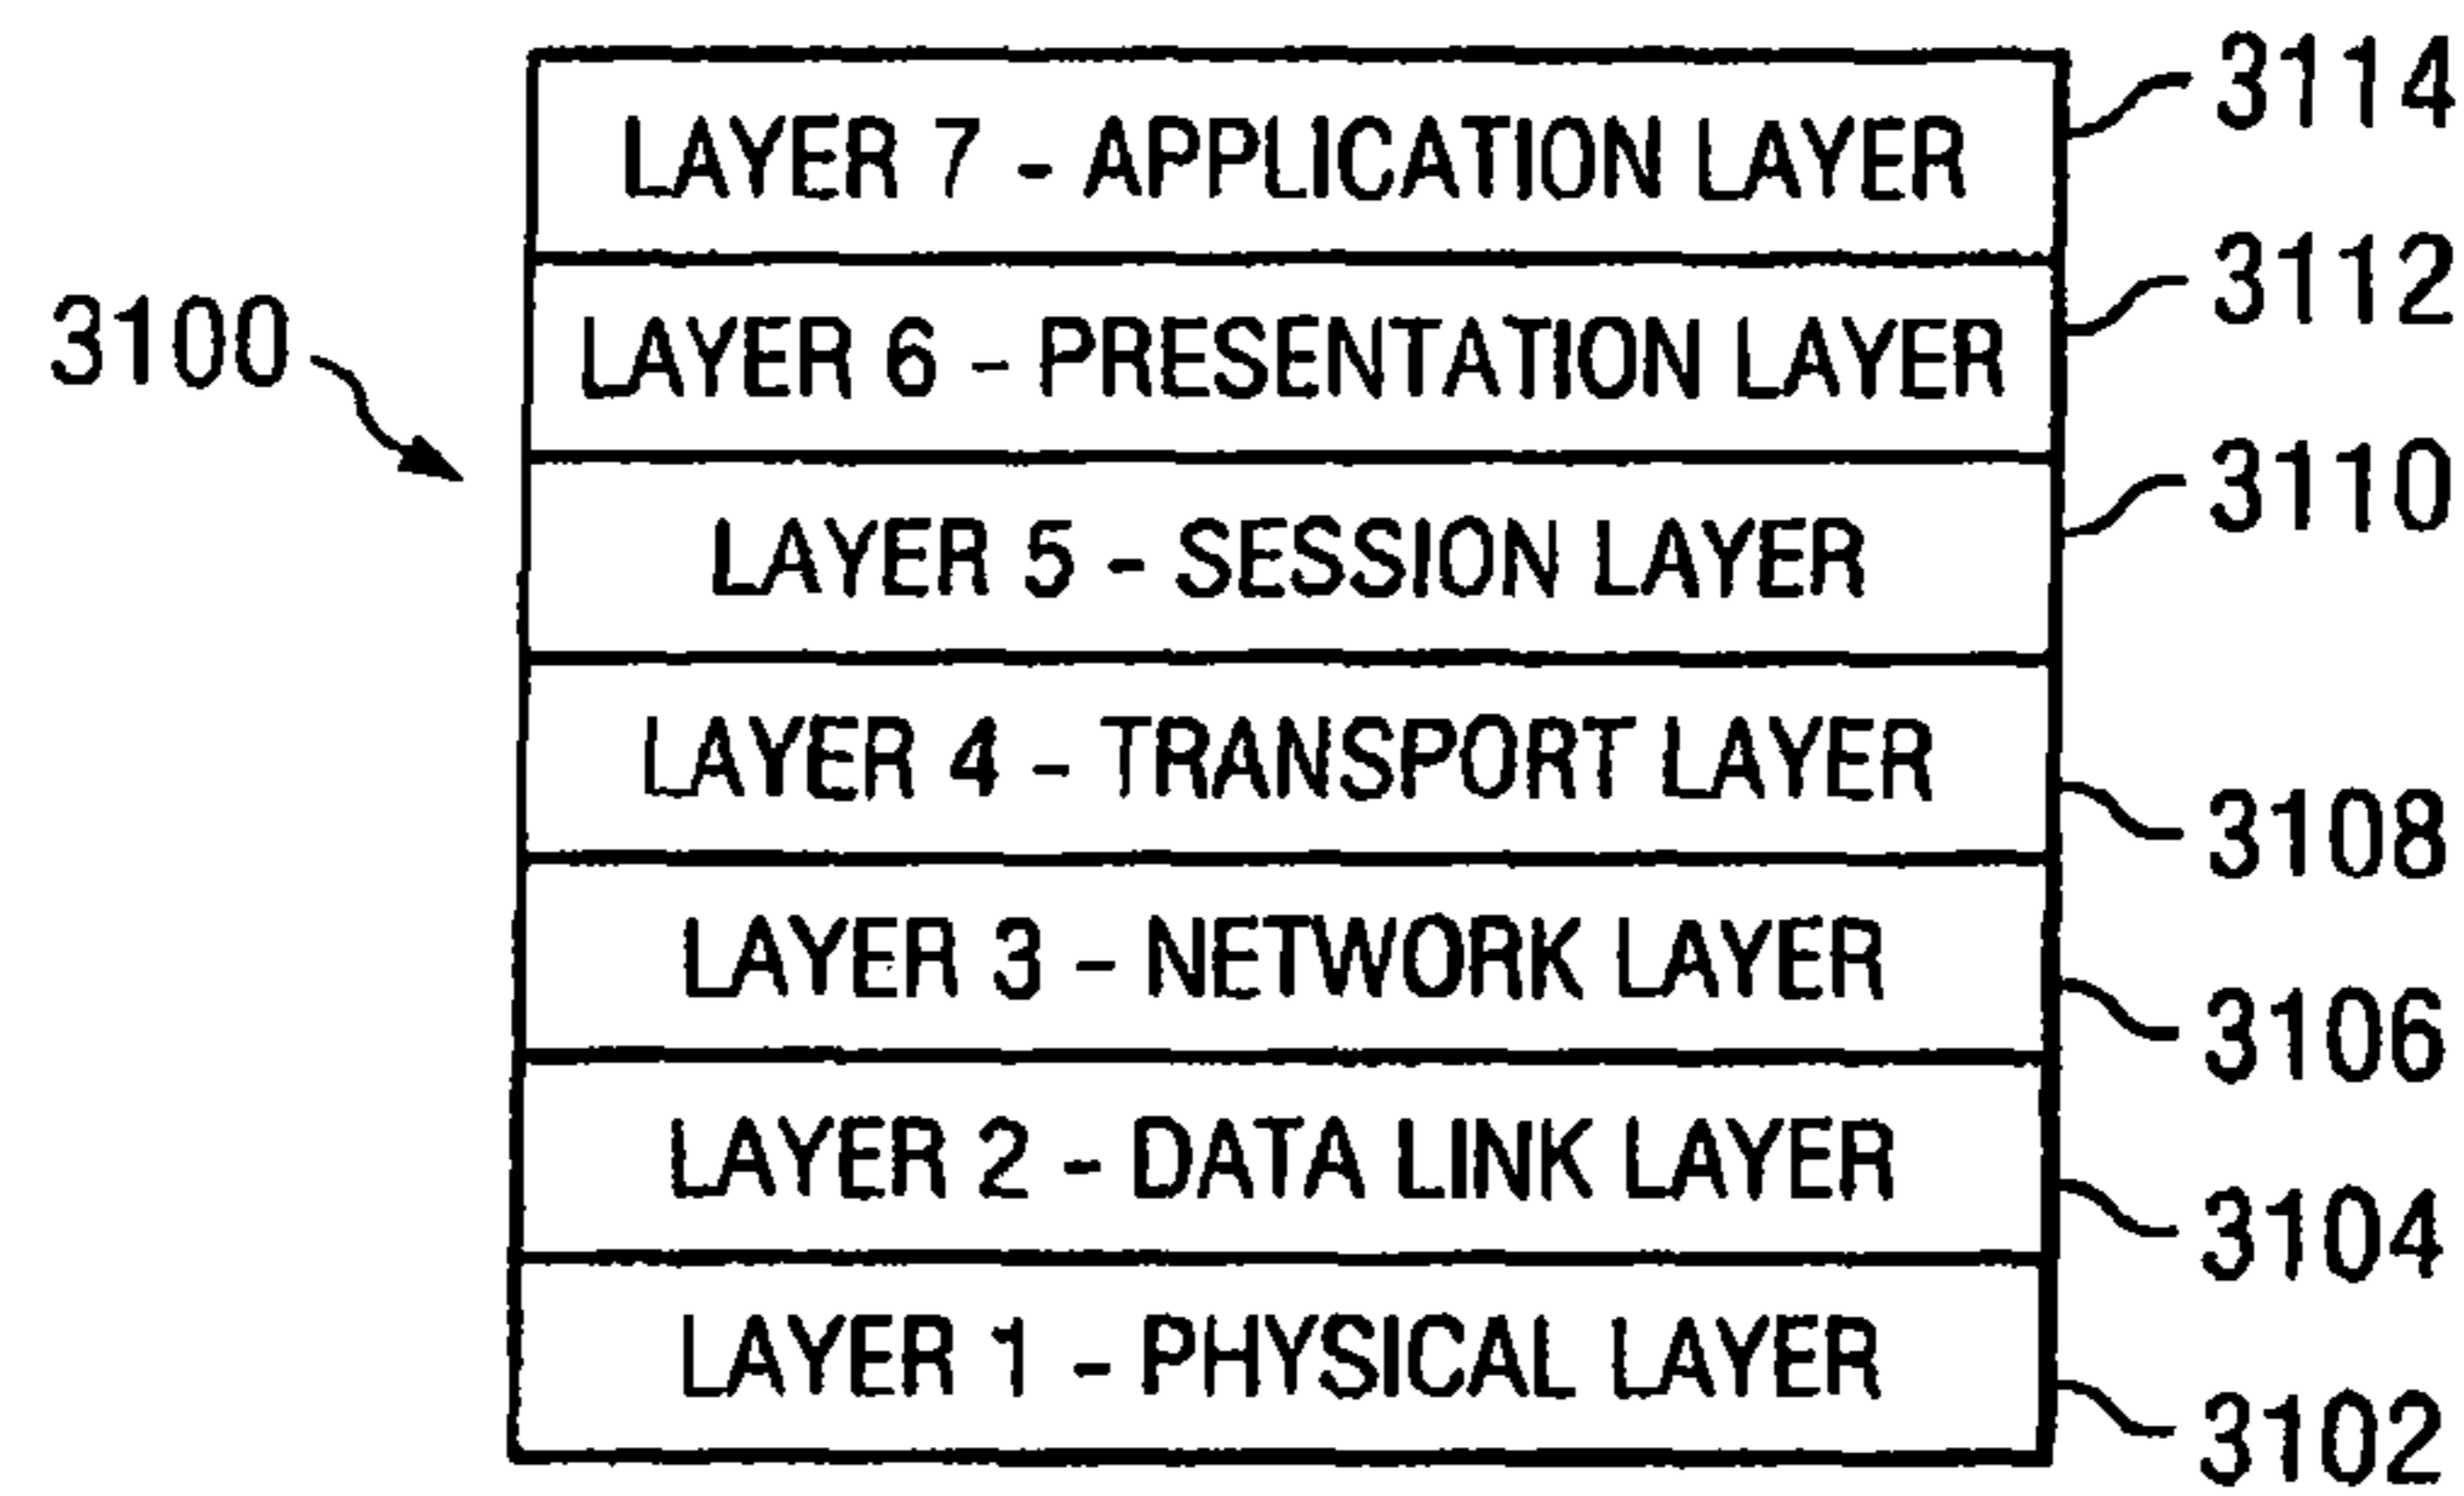 3114
LAYER 7 - APPLICATION LAYER
3112
3100
LAYER 6 - PRESENTATION LAYER
3110
LAYER 5 - SESSION LAYER
LAYER 4 - TRANSPORT LAYER
3108
LAYER 3 - NETWORK LAYER
3106
LAYER 2 - DATA LINK LAYER
3104
LAYER 1 - PHYSICAL LAYER
3102